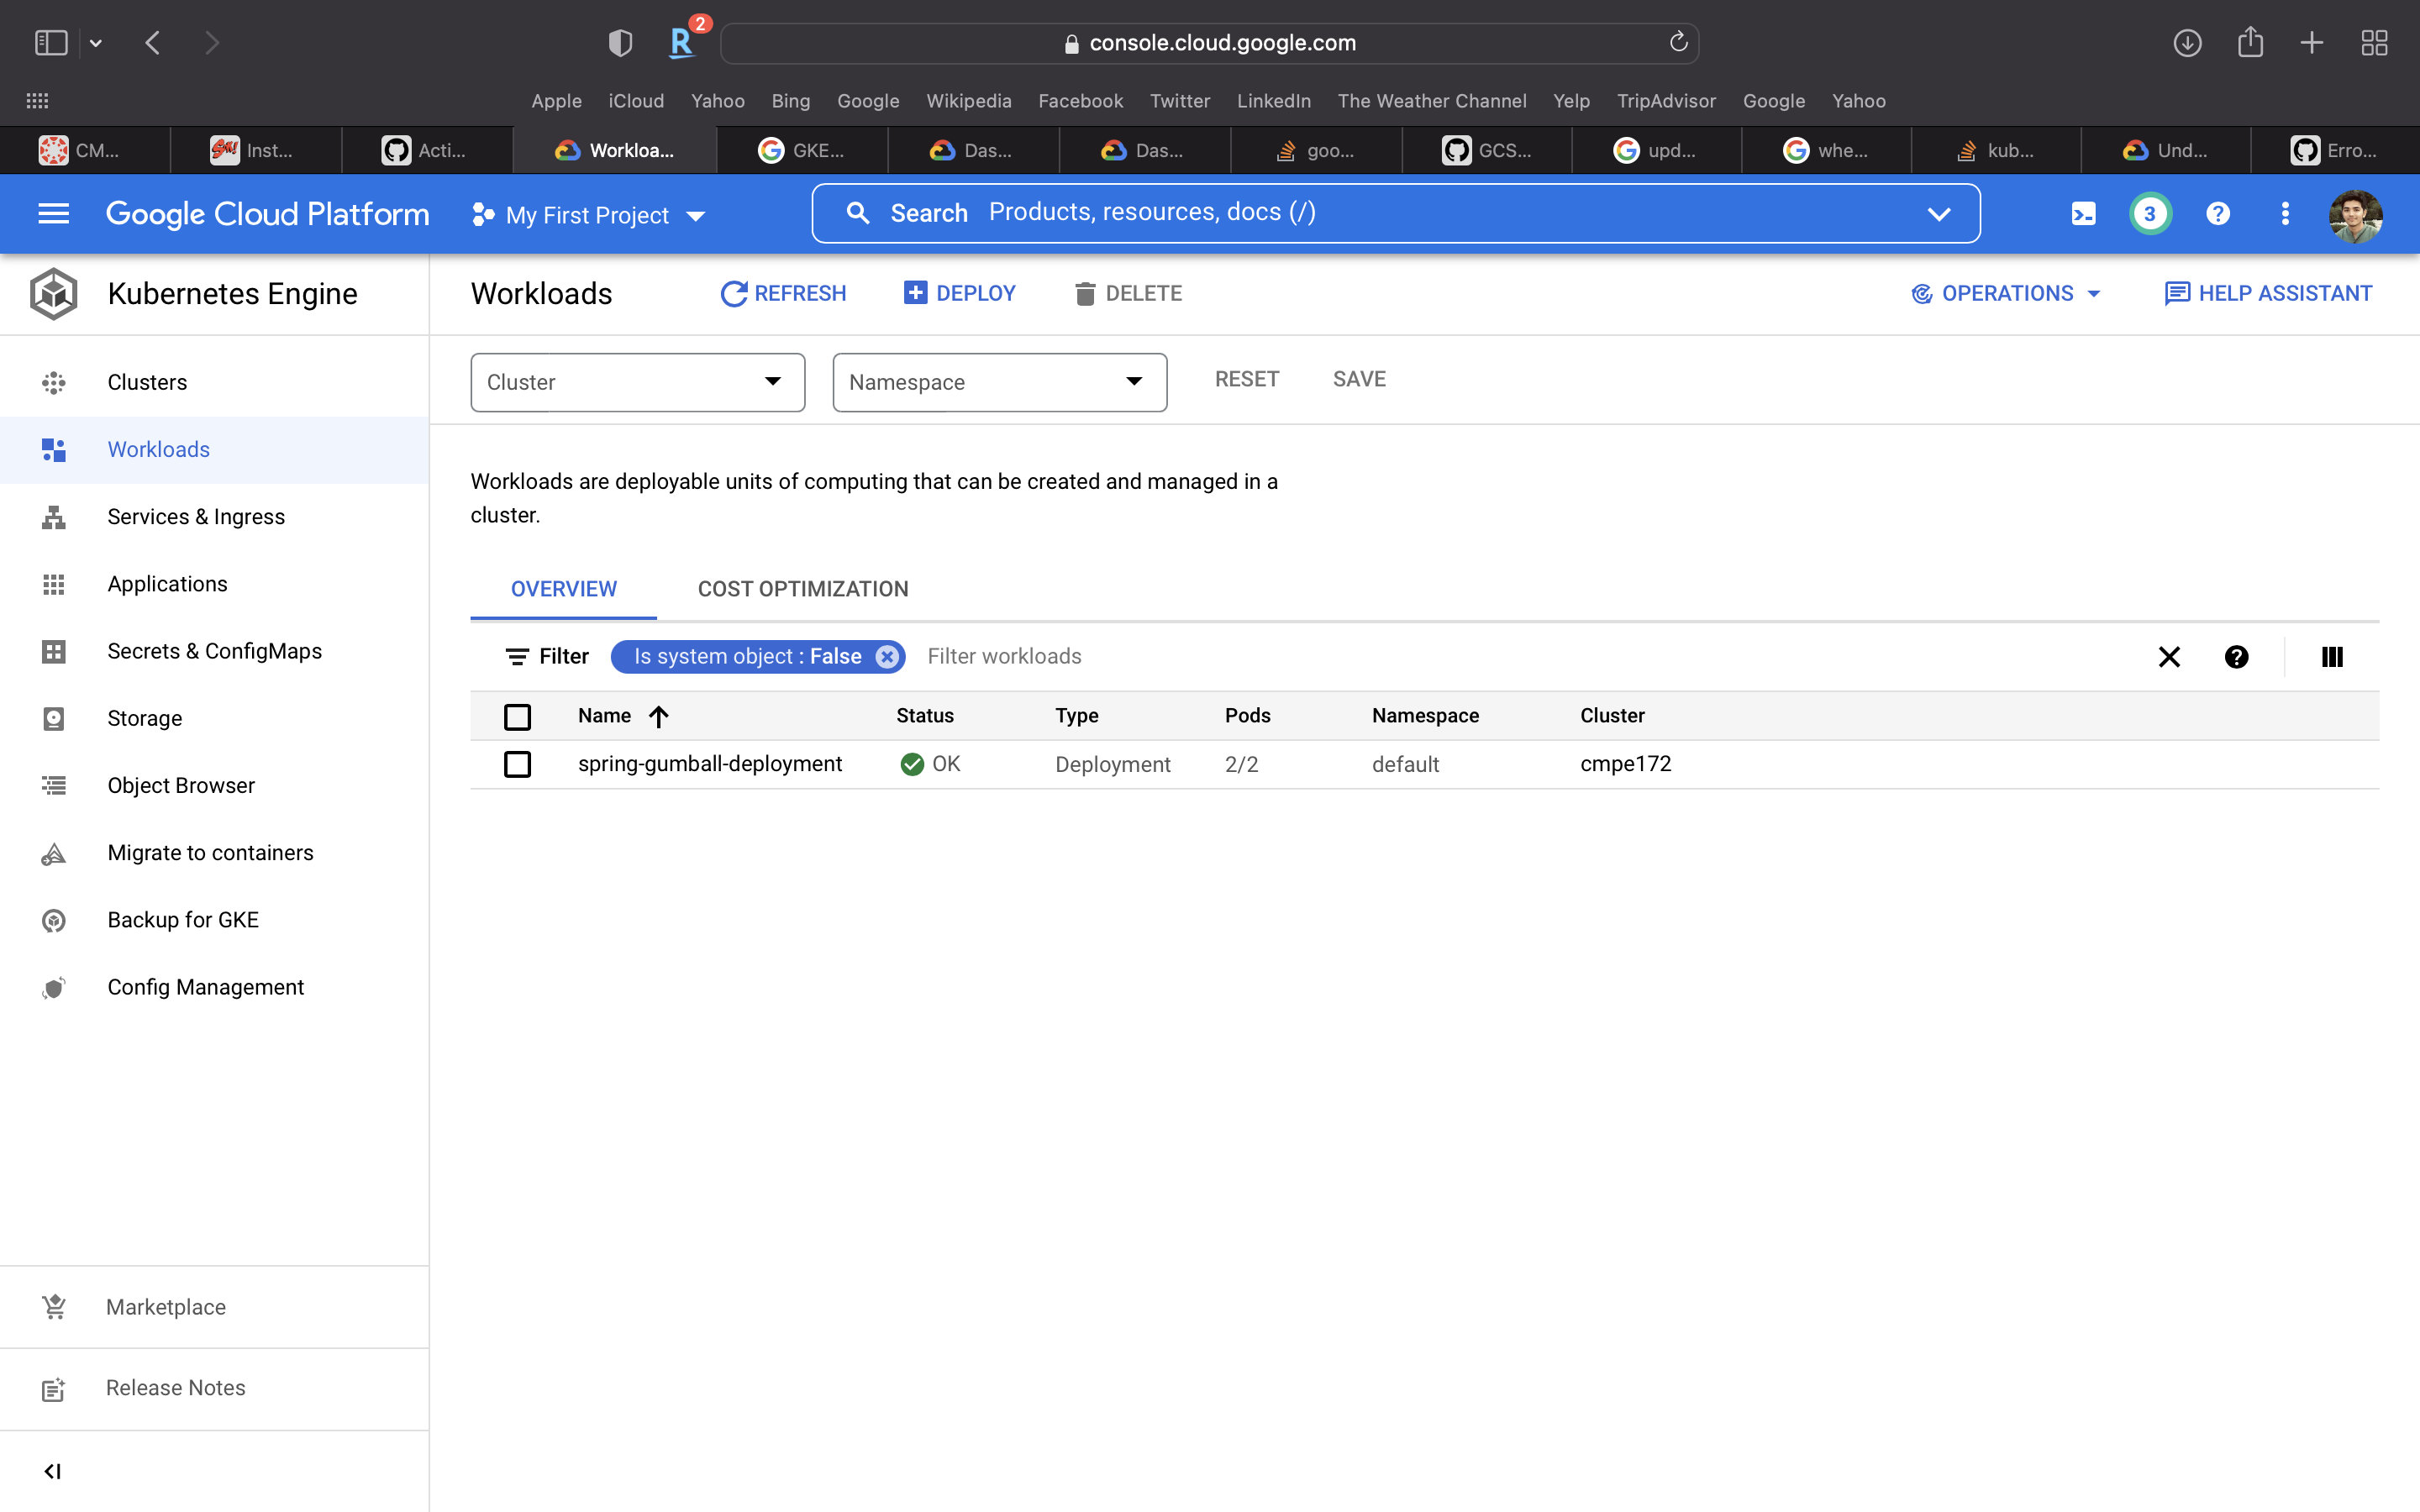 2
console.cloud.google.com
Apple iCloud Yahoo Bing Google Wikipedia Facebook Twitter LinkedIn The Weather Channel Yelp TripAdvisor Google Yahoo
CM... Inst... Acti... Workloa... GKE... Das... Das... goo... GCS... upd... whe... kub... Und... Erro...
Google Cloud Platform My First Project Search Products, resources, docs (/) 3
Kubernetes Engine
Workloads REFRESH DEPLOY DELETE OPERATIONS HELP ASSISTANT
Clusters
Workloads
Services & Ingress
Applications
Secrets & ConfigMaps
Storage
Object Browser
Migrate to containers
Backup for GKE
Config Management
Marketplace
Release Notes
Cluster Namespace RESET SAVE
Workloads are deployable units of computing that can be created and managed in a
cluster.
OVERVIEW COST OPTIMIZATION
Filter Is system object : False Filter workloads
Name Status Type Pods Namespace Cluster
spring-gumball-deployment OK Deployment 2/2 default cmpe172